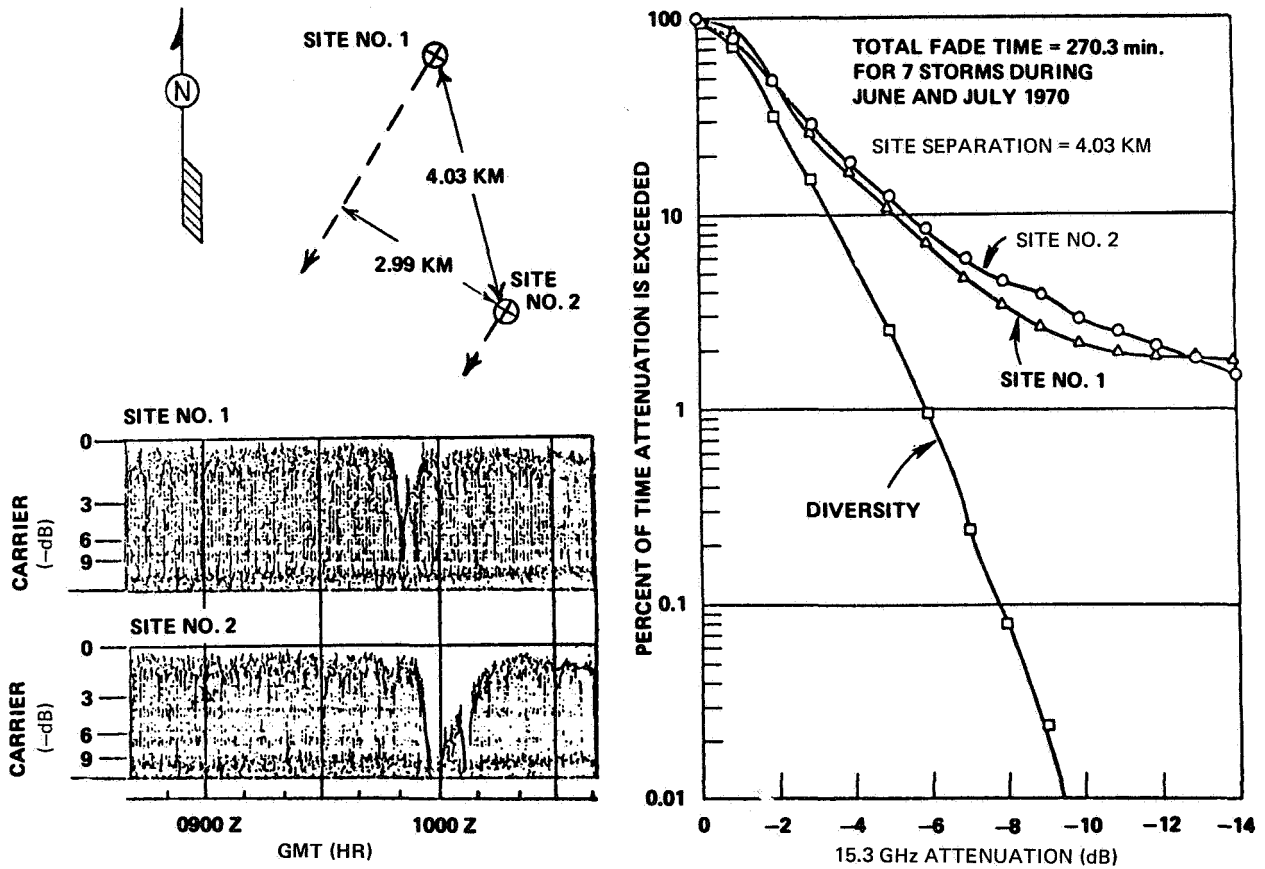 N
SITE NO. 1
4.03 KM
2.99 KM
SITE
NO. 2
SITE NO. 1
CARRIER
(–dB)
0
3
6
9
SITE NO. 2
CARRIER
(–dB)
0
3
6
9
0900 Z
1000 Z
GMT (HR)
PERCENT OF TIME ATTENUATION IS EXCEEDED
100
10
1
0.1
0.01
TOTAL FADE TIME = 270.3 min.
FOR 7 STORMS DURING
JUNE AND JULY 1970
SITE SEPARATION = 4.03 KM
SITE NO. 2
SITE NO. 1
DIVERSITY
0 –2 –4 –6 –8 –10 –12 –14
15.3 GHz ATTENUATION (dB)